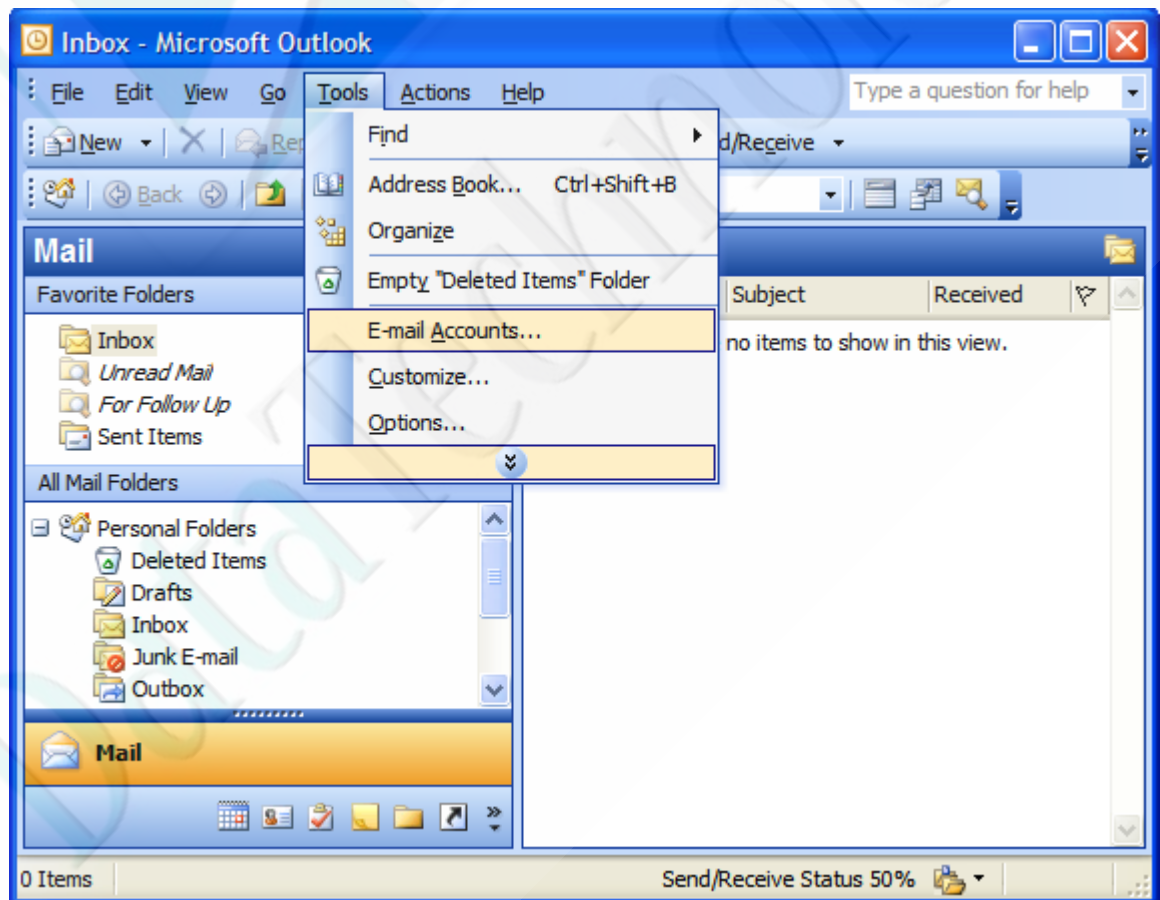 Inbox - Microsoft Outlook
File Edit View Go Tools Actions Help Type a question for help
New Rep d/Receive
Find
Address Book... Ctrl+Shift+B
Back
Organize
Mail
Empty "Deleted Items" Folder
Favorite Folders Subject Received
E-mail Accounts...
Inbox no items to show in this view.
Unread Mail
Customize...
For Follow Up
Options...
Sent Items
All Mail Folders
Personal Folders
Deleted Items
Drafts
Inbox
Junk E-mail
Outbox
Mail
0 Items Send/Receive Status 50%